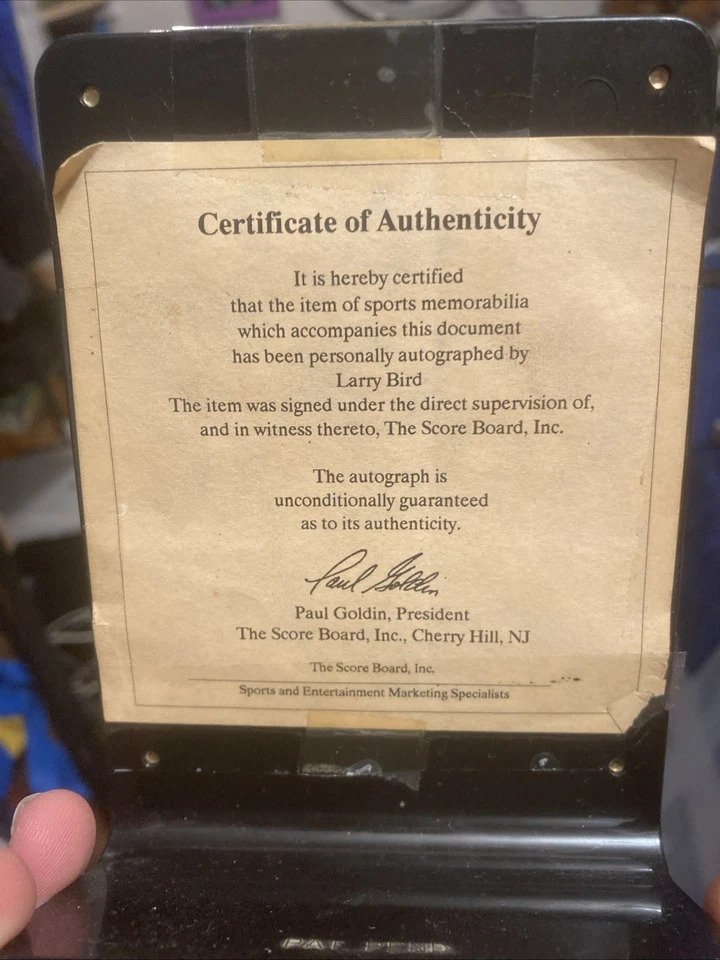 Certificate of Authenticity
It is hereby certified
that the item of sports memorabilia
which accompanies this document
has been personally autographed by
Larry Bird
The item was signed under the direct supervision of,
and in witness thereto, The Score Board, Inc.
The autograph is
unconditionally guaranteed
as to its authenticity.
Paul Goldin
Paul Goldin, President
The Score Board, Inc., Cherry Hill, NJ
The Score Board, Inc.
Sports and Entertainment Marketing Specialists